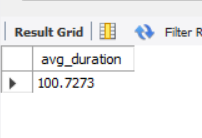 Result Grid Filter R
avg_duration
100.7273